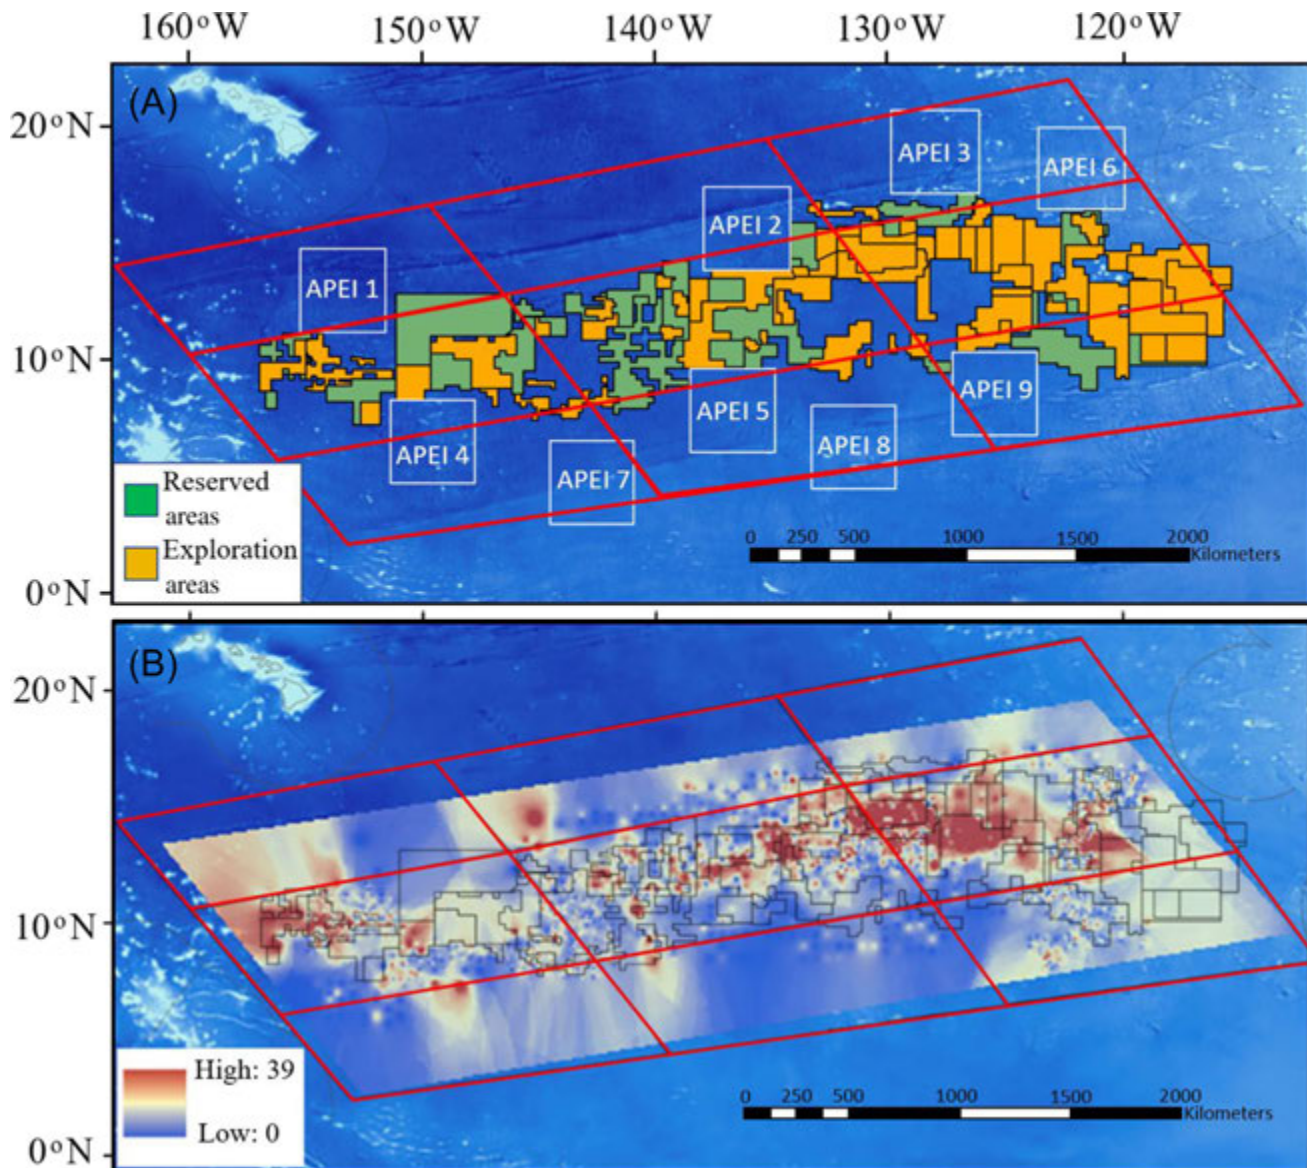 160°W 150°W 140°W 130°W 120°W
(A)
20°N
APEI 3
APEI 6
APEI 2
APEI 1
10°N
APEI 9
APEI 5
APEI 4
APEI 8
APEI 7
Reserved
areas
Exploration
areas
0 250 500 1000 1500 2000
Kilometers
0°N
(B)
20°N
10°N
High: 39
Low: 0
0 250 500 1000 1500 2000
Kilometers
0°N